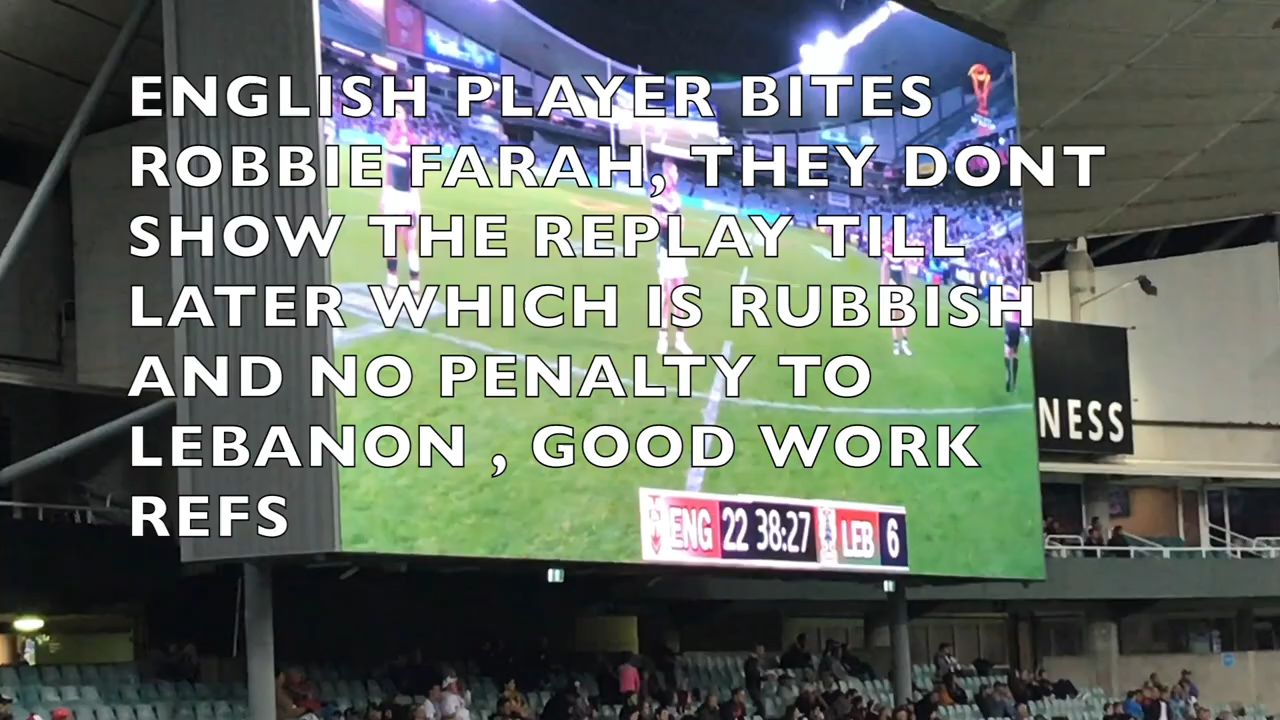 ENGLISH PLAYER BITES
ROBBIE FARAH, THEY DONT
SHOW THE REPLAY TILL
LATER WHICH IS RUBBISH
AND NO PENALTY TO
LEBANON , GOOD WORK
REFS
NESS
ENG 22 38:27 LEB 6